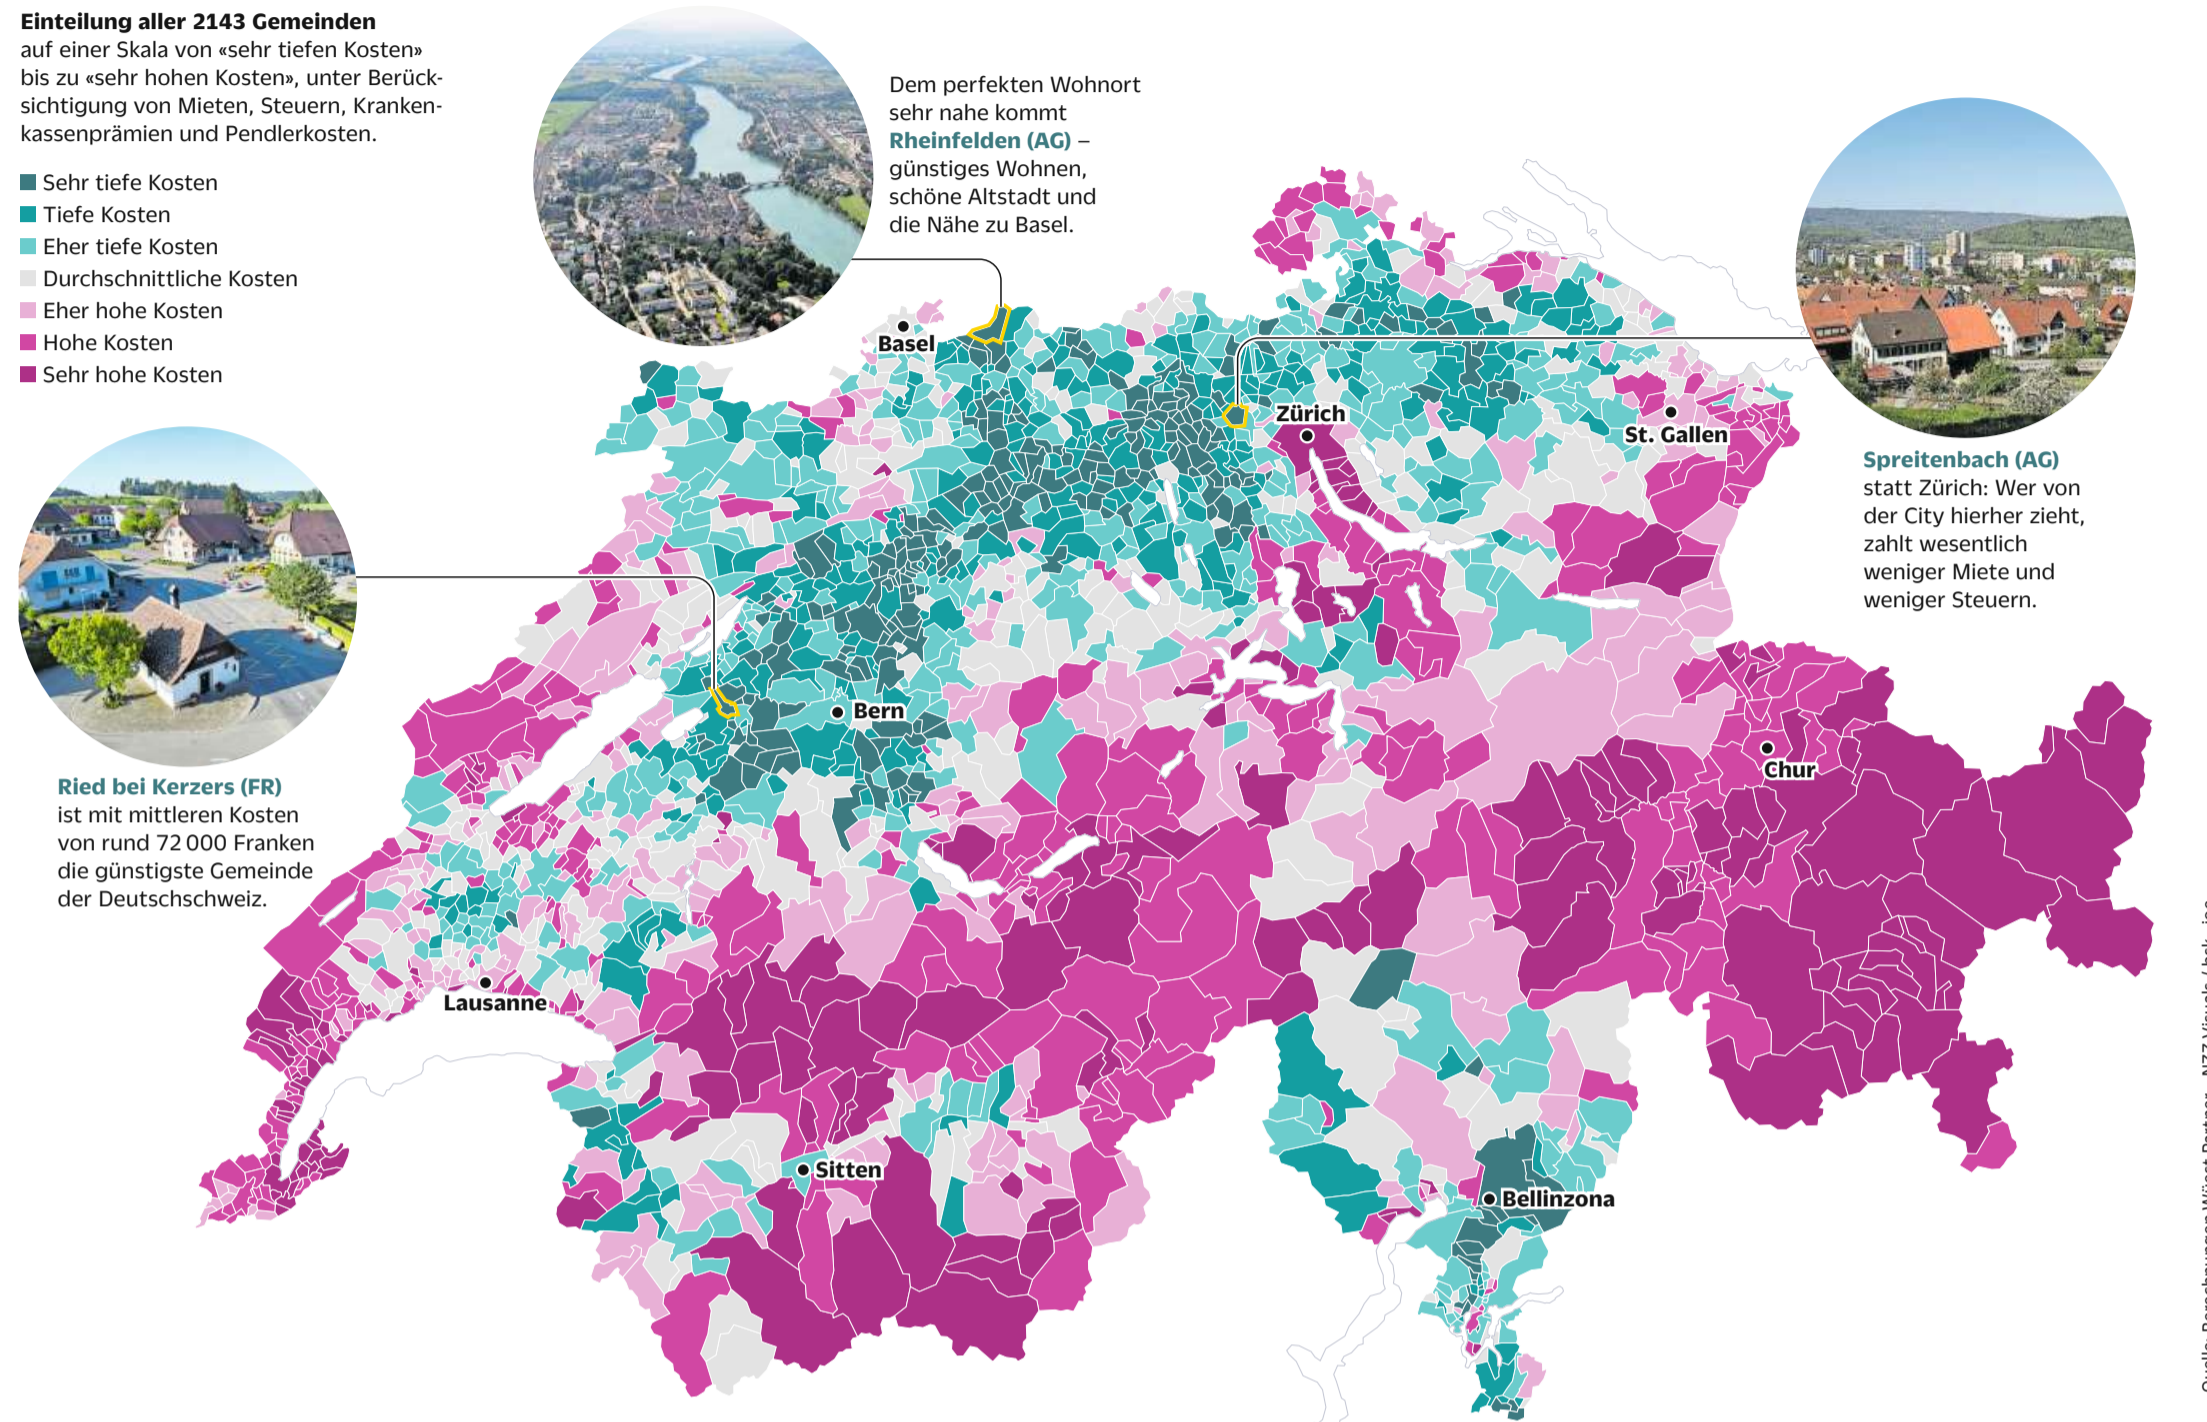 Einteilung aller 2143 Gemeinden
auf einer Skala von «sehr tiefen Kosten»
bis zu «sehr hohen Kosten», unter Berück-
sichtigung von Mieten, Steuern, Kranken-
kassenprämien und Pendlerkosten.
Sehr tiefe Kosten
Tiefe Kosten
Eher tiefe Kosten
Durchschnittliche Kosten
Eher hohe Kosten
Hohe Kosten
Sehr hohe Kosten
Dem perfekten Wohnort
sehr nahe kommt
Rheinfelden (AG) –
günstiges Wohnen,
schöne Altstadt und
die Nähe zu Basel.
Basel
Zürich
St. Gallen
Spreitenbach (AG)
statt Zürich: Wer von
der City hierher zieht,
zahlt wesentlich
weniger Miete und
weniger Steuern.
Bern
Chur
Ried bei Kerzers (FR)
ist mit mittleren Kosten
von rund 72 000 Franken
die günstigste Gemeinde
der Deutschschweiz.
Lausanne
Sitten
Bellinzona